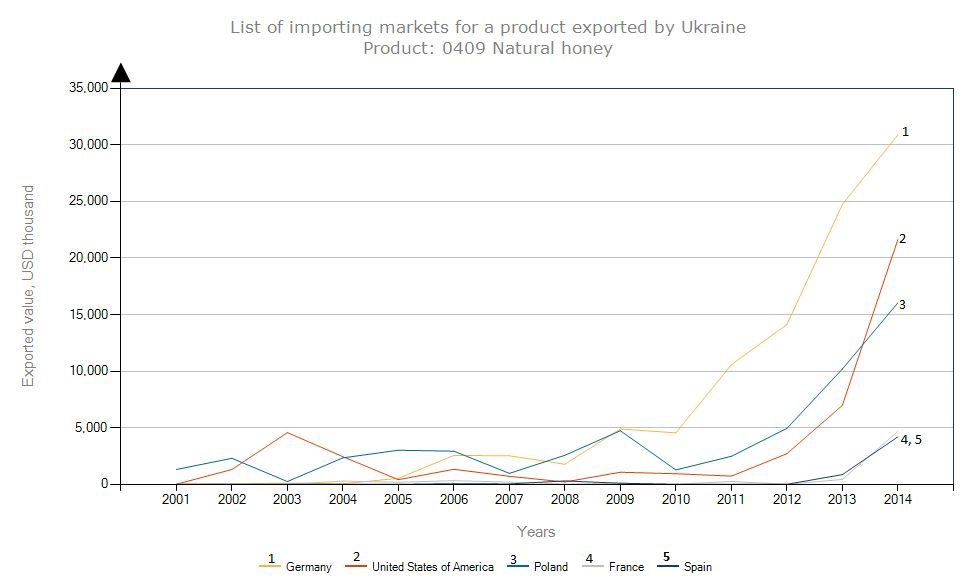 List of importing markets for a product exported by Ukraine
Product: 0409 Natural honey
Exported value, USD thousand
35,000
30,000
25,000
20,000
15,000
10,000
5,000
0
1
2
3
4, 5
2001 2002 2003 2004 2005 2006 2007 2008 2009 2010 2011 2012 2013 2014
Years
1 Germany 2 United States of America 3 Poland 4 France 5 Spain